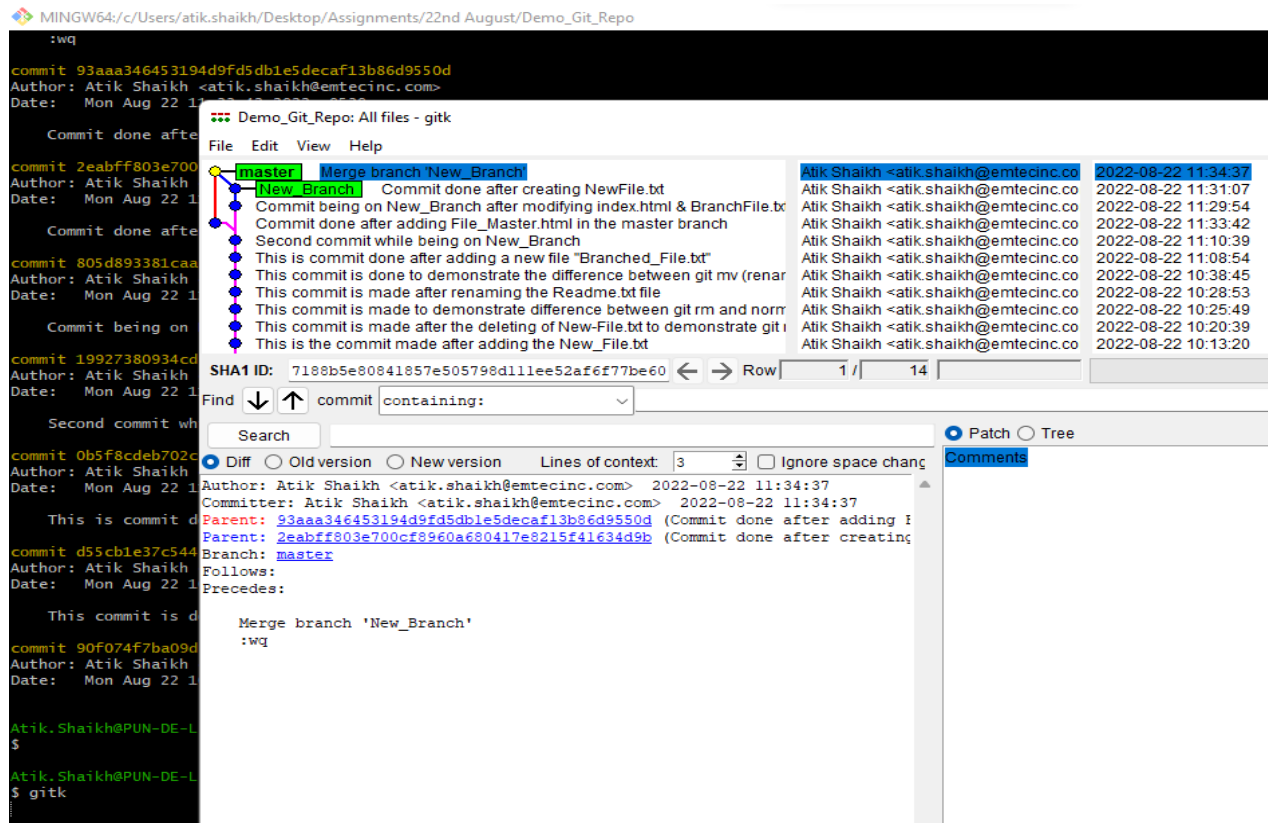 MINGW64:/c/Users/atik.shaikh/Desktop/Assignments/22nd August/Demo_Git_Repo
:wq
commit 93aaa346453194d9fd5db1e5decaf13b86d9550d
Author: Atik Shaikh <atik.shaikh@emtecinc.com>
Date: Mon Aug 22 11
Commit done afte
commit 2eabff803e700
Author: Atik Shaikh
Date: Mon Aug 22 1
Commit done afte
commit 805d893381caa
Author: Atik Shaikh
Date: Mon Aug 22 1
Commit being on
commit 19927380934cd
Author: Atik Shaikh
Date: Mon Aug 22 1
Second commit wh
commit 0b5f8cdeb702c
Author: Atik Shaikh
Date: Mon Aug 22 1
This is commit d
commit d55cb1e37c544
Author: Atik Shaikh
Date: Mon Aug 22 1
This commit is d
commit 90f074f7ba09d
Author: Atik Shaikh
Date: Mon Aug 22 1
Atik.Shaikh@PUN-DE-L
$
Atik.Shaikh@PUN-DE-L
$ gitk
Demo_Git_Repo: All files - gitk
File Edit View Help
master Merge branch 'New_Branch' Atik Shaikh <atik.shaikh@emtecinc.co 2022-08-22 11:34:37
New_Branch Commit done after creating NewFile.txt Atik Shaikh <atik.shaikh@emtecinc.co 2022-08-22 11:31:07
Commit being on New_Branch after modifying index.html & BranchFile.txt Atik Shaikh <atik.shaikh@emtecinc.co 2022-08-22 11:29:54
Commit done after adding File_Master.html in the master branch Atik Shaikh <atik.shaikh@emtecinc.co 2022-08-22 11:33:42
Second commit while being on New_Branch Atik Shaikh <atik.shaikh@emtecinc.co 2022-08-22 11:10:39
This is commit done after adding a new file "Branched_File.txt" Atik Shaikh <atik.shaikh@emtecinc.co 2022-08-22 11:08:54
This commit is done to demonstrate the difference between git mv (renar Atik Shaikh <atik.shaikh@emtecinc.co 2022-08-22 10:38:45
This commit is made after renaming the Readme.txt file Atik Shaikh <atik.shaikh@emtecinc.co 2022-08-22 10:28:53
This commit is made to demonstrate difference between git rm and norm Atik Shaikh <atik.shaikh@emtecinc.co 2022-08-22 10:25:49
This commit is made after the deleting of New-File.txt to demonstrate git Atik Shaikh <atik.shaikh@emtecinc.co 2022-08-22 10:20:39
This is the commit made after adding the New_File.txt Atik Shaikh <atik.shaikh@emtecinc.co 2022-08-22 10:13:20
SHA1 ID: 7188b5e80841857e505798d111ee52af6f77be60 Row 1 / 14
Find commit containing:
Search
Diff Old version New version Lines of context: 3 Ignore space chang
Patch Tree
Comments
Author: Atik Shaikh <atik.shaikh@emtecinc.com> 2022-08-22 11:34:37
Committer: Atik Shaikh <atik.shaikh@emtecinc.com> 2022-08-22 11:34:37
Parent: 93aaa346453194d9fd5db1e5decaf13b86d9550d (Commit done after adding
Parent: 2eabff803e700cf8960a680417e8215f41634d9b (Commit done after creating
Branch: master
Follows:
Precedes:
Merge branch 'New_Branch'
:wq